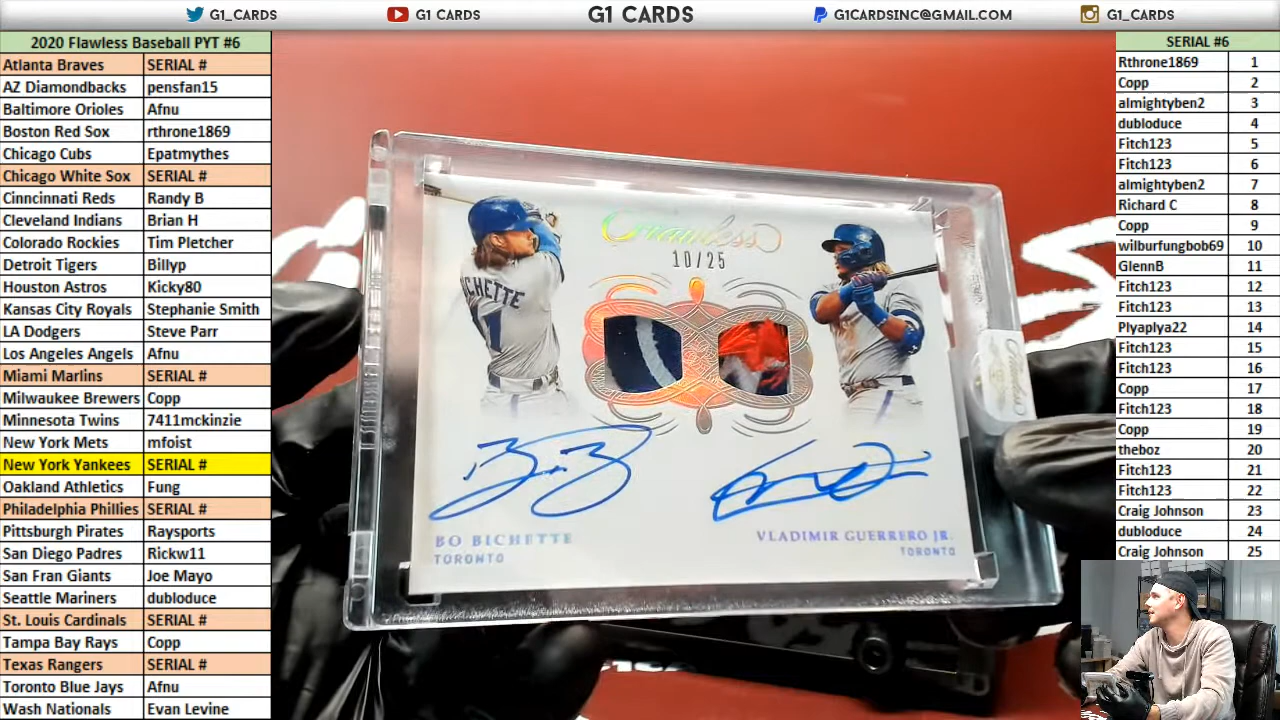 G1_CARDS G1 CARDS G1 CARDS G1CARDSINC@GMAIL.COM G1_CARDS
2020 Flawless Baseball PYT #6
Atlanta Braves SERIAL #
AZ Diamondbacks pensfan15
Baltimore Orioles Afnu
Boston Red Sox rthrone1869
Chicago Cubs Epatmythes
Chicago White Sox SERIAL #
Cinncinnati Reds Randy B
Cleveland Indians Brian H
Colorado Rockies Tim Pletcher
Detroit Tigers Billyp
Houston Astros Kicky80
Kansas City Royals Stephanie Smith
LA Dodgers Steve Parr
Los Angeles Angels Afnu
Miami Marlins SERIAL #
Milwaukee Brewers Copp
Minnesota Twins 7411mckinzie
New York Mets mfoist
New York Yankees SERIAL #
Oakland Athletics Fung
Philadelphia Phillies SERIAL #
Pittsburgh Pirates Raysports
San Diego Padres Rickw11
San Fran Giants Joe Mayo
Seattle Mariners dubloduce
St. Louis Cardinals SERIAL #
Tampa Bay Rays Copp
Texas Rangers SERIAL #
Toronto Blue Jays Afnu
Wash Nationals Evan Levine
Flawless
10/25
BO BICHETTE
TORONTO
VLADIMIR GUERRERO JR.
TORONTO
SERIAL #6
Rthrone1869 1
Copp 2
almightyben2 3
dubloduce 4
Fitch123 5
Fitch123 6
almightyben2 7
Richard C 8
Copp 9
wilburfungbob69 10
GlennB 11
Fitch123 12
Fitch123 13
Plyaplya22 14
Fitch123 15
Fitch123 16
Copp 17
Fitch123 18
Copp 19
theboz 20
Fitch123 21
Fitch123 22
Craig Johnson 23
dubloduce 24
Craig Johnson 25